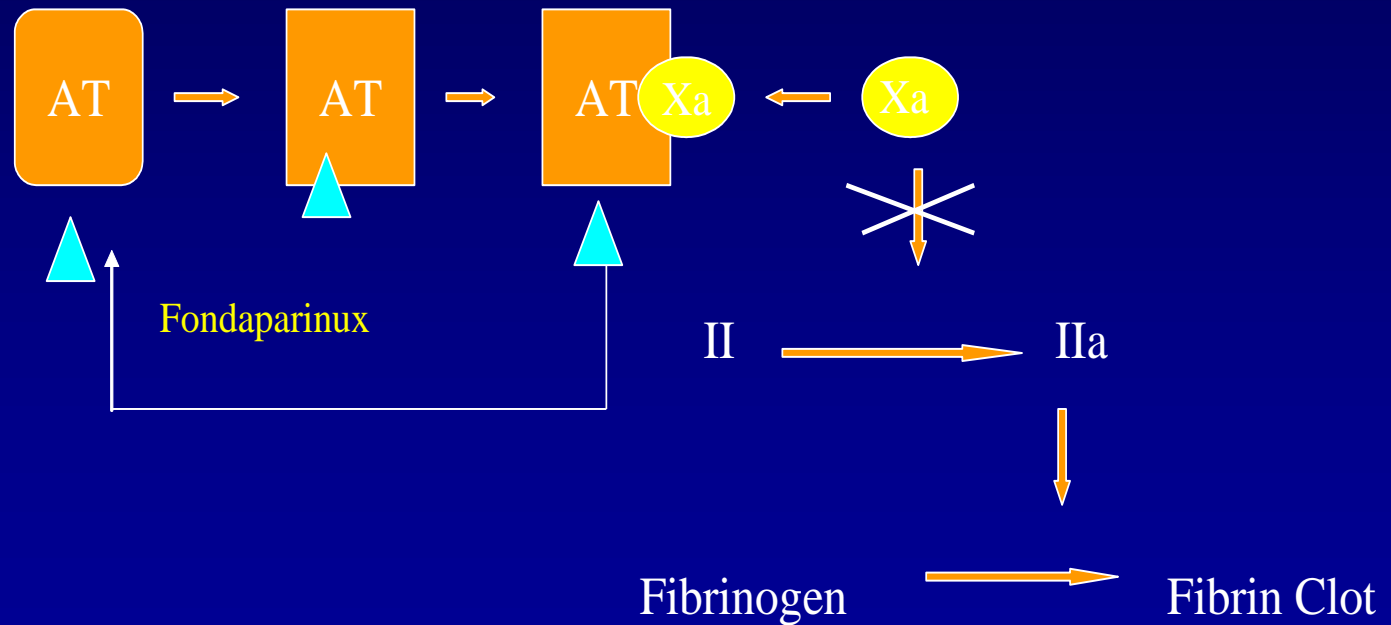 AT
AT
AT
Xa
Xa
Fondaparinux
II
IIa
Fibrinogen
Fibrin Clot